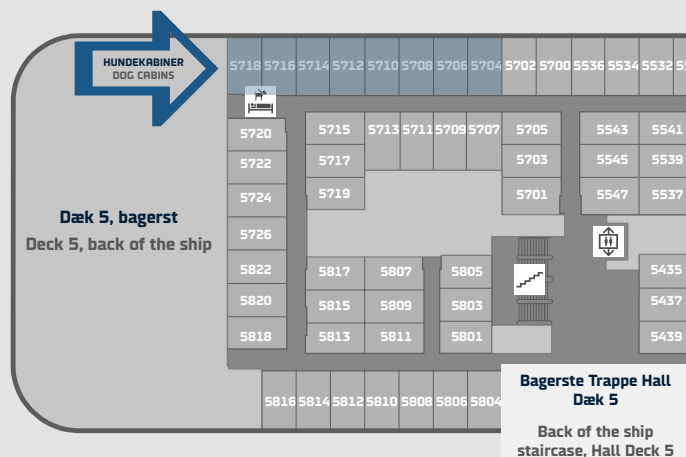 HUNDEKABINER
DOG CABINS
5718 5716 5714 5712 5710 5708 5706 5704 5702 5700 5536 5534 5532
5720 5715 5713 5711 5709 5707 5705 5543 5541
5722 5717 5703 5545 5539
5724 5719 5701 5547 5537
Dæk 5, bagerst
Deck 5, back of the ship
5726
5822 5817 5807 5805 5435
5820 5815 5809 5803 5437
5818 5813 5811 5801 5439
5816 5814 5812 5810 5808 5806 5804
Bagerste Trappe Hall
Dæk 5
Back of the ship
staircase, Hall Deck 5